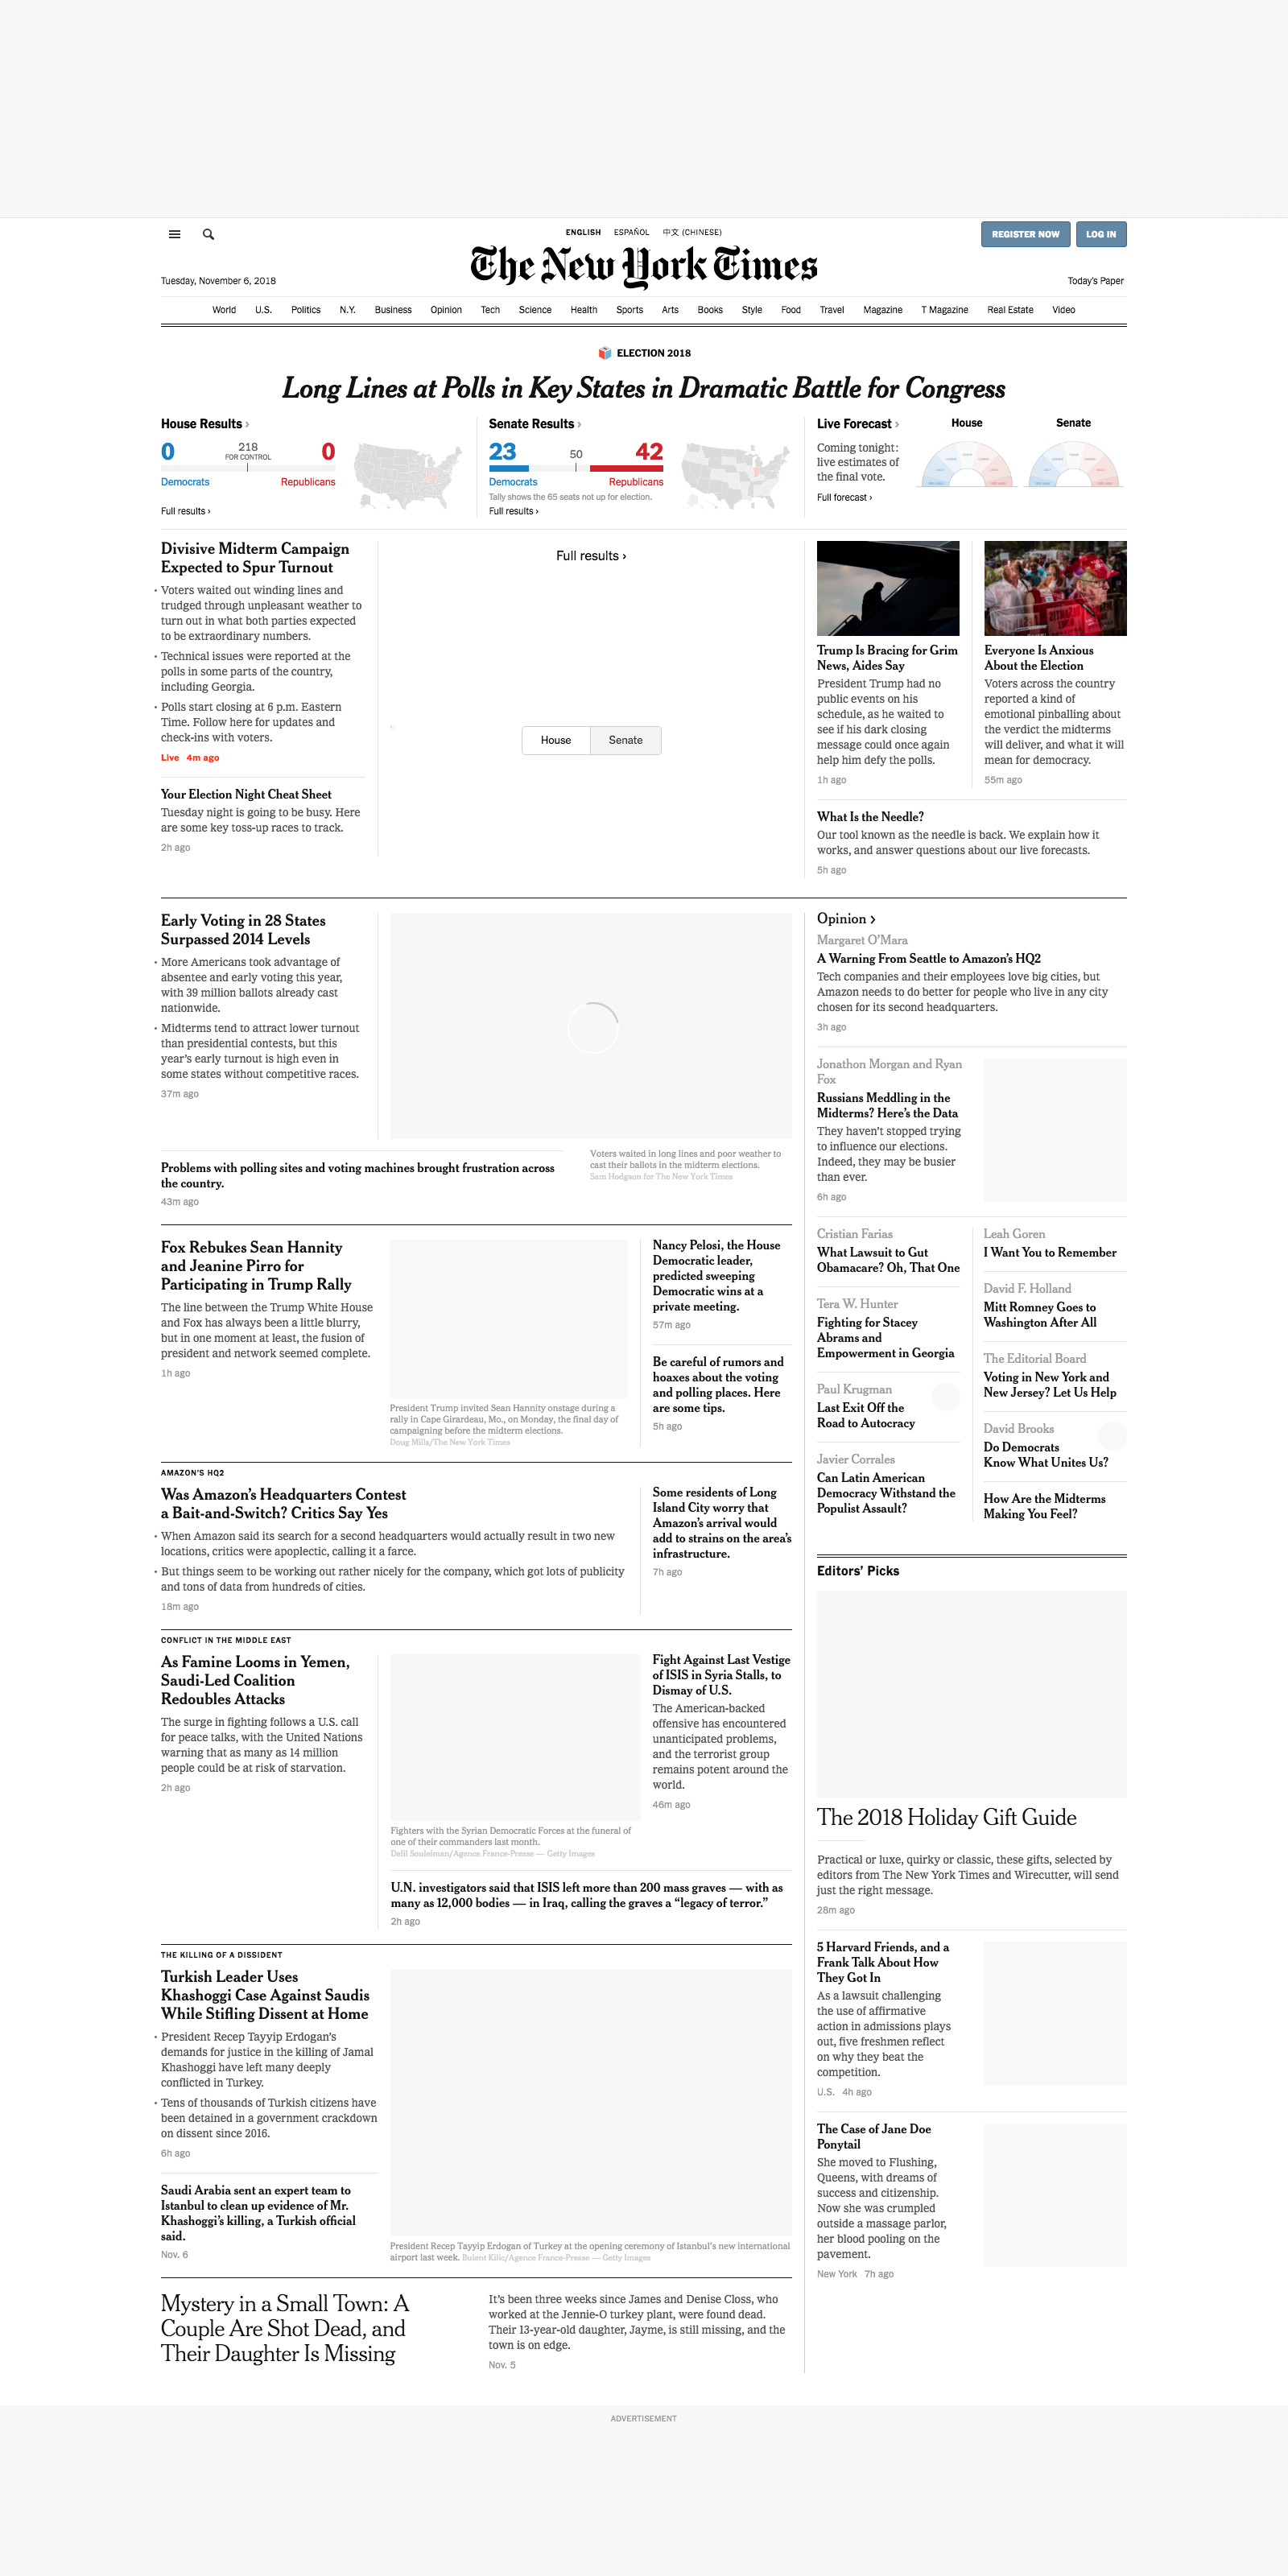 ENGLISH ESPAÑOL 中文 (CHINESE)
REGISTER NOW LOG IN
The New York Times
Tuesday, November 6, 2018
Today's Paper
World U.S. Politics N.Y. Business Opinion Tech Science Health Sports Arts Books Style Food Travel Magazine T Magazine Real Estate Video
ELECTION 2018
Long Lines at Polls in Key States in Dramatic Battle for Congress
House Results ›
0 218 0
FOR CONTROL
Democrats Republicans
Full results ›
Senate Results ›
23 50 42
Democrats Republicans
Tally shows the 65 seats not up for election.
Full results ›
Live Forecast ›
Coming tonight:
live estimates of
the final vote.
Full forecast ›
House
Senate
Divisive Midterm Campaign
Expected to Spur Turnout
• Voters waited out winding lines and
trudged through unpleasant weather to
turn out in what both parties expected
to be extraordinary numbers.
• Technical issues were reported at the
polls in some parts of the country,
including Georgia.
• Polls start closing at 6 p.m. Eastern
Time. Follow here for updates and
check-ins with voters.
Live 4m ago
Your Election Night Cheat Sheet
Tuesday night is going to be busy. Here
are some key toss-up races to track.
2h ago
Full results ›
House Senate
Trump Is Bracing for Grim
News, Aides Say
President Trump had no
public events on his
schedule, as he waited to
see if his dark closing
message could once again
help him defy the polls.
1h ago
Everyone Is Anxious
About the Election
Voters across the country
reported a kind of
emotional pinballing about
the verdict the midterms
will deliver, and what it will
mean for democracy.
55m ago
What Is the Needle?
Our tool known as the needle is back. We explain how it
works, and answer questions about our live forecasts.
5h ago
Early Voting in 28 States
Surpassed 2014 Levels
• More Americans took advantage of
absentee and early voting this year,
with 39 million ballots already cast
nationwide.
• Midterms tend to attract lower turnout
than presidential contests, but this
year's early turnout is high even in
some states without competitive races.
37m ago
Voters waited in long lines and poor weather to
cast their ballots in the midterm elections.
Sam Hodgson for The New York Times
Problems with polling sites and voting machines brought frustration across
the country.
43m ago
Fox Rebukes Sean Hannity
and Jeanine Pirro for
Participating in Trump Rally
The line between the Trump White House
and Fox has always been a little blurry,
but in one moment at least, the fusion of
president and network seemed complete.
1h ago
President Trump invited Sean Hannity onstage during a
rally in Cape Girardeau, Mo., on Monday, the final day of
campaigning before the midterm elections.
Doug Mills/The New York Times
Nancy Pelosi, the House
Democratic leader,
predicted sweeping
Democratic wins at a
private meeting.
57m ago
Be careful of rumors and
hoaxes about the voting
and polling places. Here
are some tips.
5h ago
AMAZON'S HQ2
Was Amazon's Headquarters Contest
a Bait-and-Switch? Critics Say Yes
• When Amazon said its search for a second headquarters would actually result in two new
locations, critics were apoplectic, calling it a farce.
• But things seem to be working out rather nicely for the company, which got lots of publicity
and tons of data from hundreds of cities.
18m ago
Some residents of Long
Island City worry that
Amazon's arrival would
add to strains on the area's
infrastructure.
7h ago
CONFLICT IN THE MIDDLE EAST
As Famine Looms in Yemen,
Saudi-Led Coalition
Redoubles Attacks
The surge in fighting follows a U.S. call
for peace talks, with the United Nations
warning that as many as 14 million
people could be at risk of starvation.
2h ago
Fighters with the Syrian Democratic Forces at the funeral of
one of their commanders last month.
Delil Souleiman/Agence France-Presse — Getty Images
Fight Against Last Vestige
of ISIS in Syria Stalls, to
Dismay of U.S.
The American-backed
offensive has encountered
unanticipated problems,
and the terrorist group
remains potent around the
world.
46m ago
U.N. investigators said that ISIS left more than 200 mass graves — with as
many as 12,000 bodies — in Iraq, calling the graves a “legacy of terror.”
2h ago
THE KILLING OF A DISSIDENT
Turkish Leader Uses
Khashoggi Case Against Saudis
While Stifling Dissent at Home
• President Recep Tayyip Erdogan's
demands for justice in the killing of Jamal
Khashoggi have left many deeply
conflicted in Turkey.
• Tens of thousands of Turkish citizens have
been detained in a government crackdown
on dissent since 2016.
6h ago
Saudi Arabia sent an expert team to
Istanbul to clean up evidence of Mr.
Khashoggi's killing, a Turkish official
said.
Nov. 6
President Recep Tayyip Erdogan of Turkey at the opening ceremony of Istanbul's new international
airport last week. Bulent Kilic/Agence France-Presse — Getty Images
Mystery in a Small Town: A
Couple Are Shot Dead, and
Their Daughter Is Missing
It's been three weeks since James and Denise Closs, who
worked at the Jennie-O turkey plant, were found dead.
Their 13-year-old daughter, Jayme, is still missing, and the
town is on edge.
Nov. 5
Opinion ›
Margaret O'Mara
A Warning From Seattle to Amazon's HQ2
Tech companies and their employees love big cities, but
Amazon needs to do better for people who live in any city
chosen for its second headquarters.
3h ago
Jonathon Morgan and Ryan
Fox
Russians Meddling in the
Midterms? Here's the Data
They haven't stopped trying
to influence our elections.
Indeed, they may be busier
than ever.
6h ago
Cristian Farias
What Lawsuit to Gut
Obamacare? Oh, That One
Tera W. Hunter
Fighting for Stacey
Abrams and
Empowerment in Georgia
Paul Krugman
Last Exit Off the
Road to Autocracy
Javier Corrales
Can Latin American
Democracy Withstand the
Populist Assault?
Leah Goren
I Want You to Remember
David F. Holland
Mitt Romney Goes to
Washington After All
The Editorial Board
Voting in New York and
New Jersey? Let Us Help
David Brooks
Do Democrats
Know What Unites Us?
How Are the Midterms
Making You Feel?
Editors' Picks
The 2018 Holiday Gift Guide
Practical or luxe, quirky or classic, these gifts, selected by
editors from The New York Times and Wirecutter, will send
just the right message.
28m ago
5 Harvard Friends, and a
Frank Talk About How
They Got In
As a lawsuit challenging
the use of affirmative
action in admissions plays
out, five freshmen reflect
on why they beat the
competition.
U.S. 4h ago
The Case of Jane Doe
Ponytail
She moved to Flushing,
Queens, with dreams of
success and citizenship.
Now she was crumpled
outside a massage parlor,
her blood pooling on the
pavement.
New York 7h ago
ADVERTISEMENT